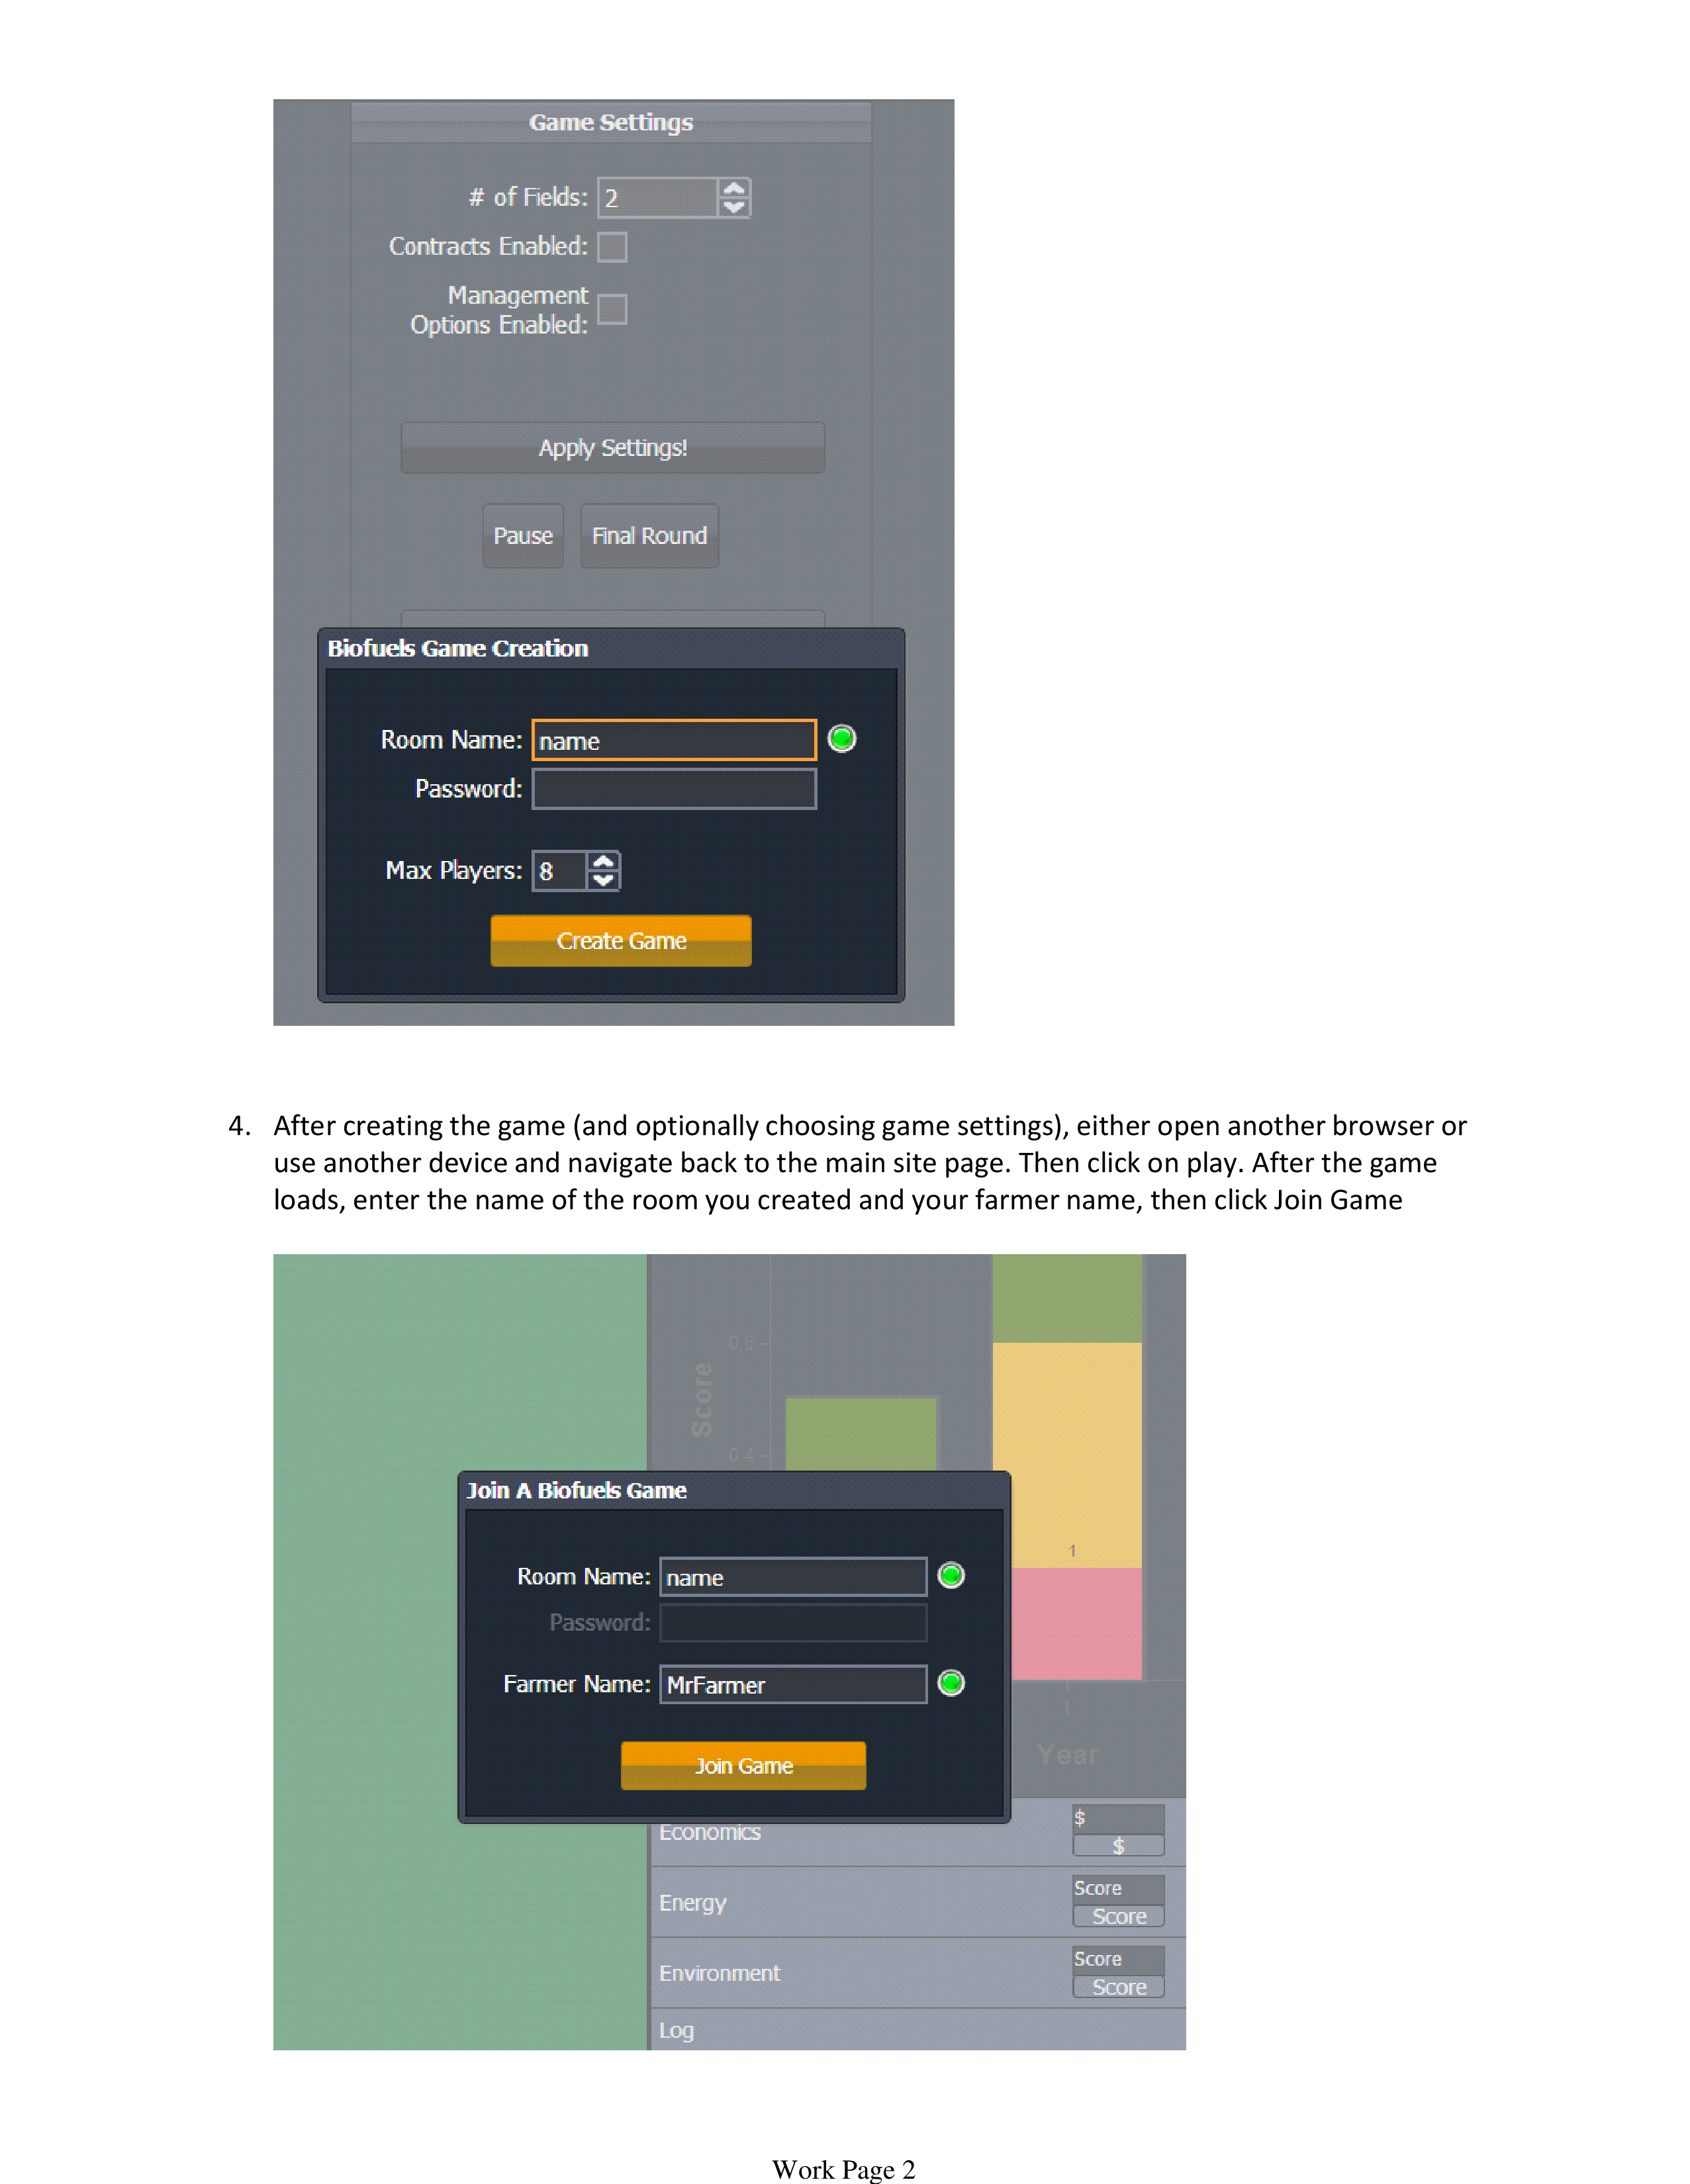 Game Settings
# of Fields: 2
Contracts Enabled:
Management
Options Enabled:
Apply Settings!
Pause Final Round
Biofuels Game Creation
Room Name: name
Password:
Max Players: 8
Create Game
4. After creating the game (and optionally choosing game settings), either open another browser or
use another device and navigate back to the main site page. Then click on play. After the game
loads, enter the name of the room you created and your farmer name, then click Join Game
0.5
Score
0.4
Join A Biofuels Game
1
Room Name: name
Password:
Farmer Name: MrFarmer
1
Year
Join Game
Economics $
$
Energy Score
Score
Environment Score
Score
Log
Work Page 2